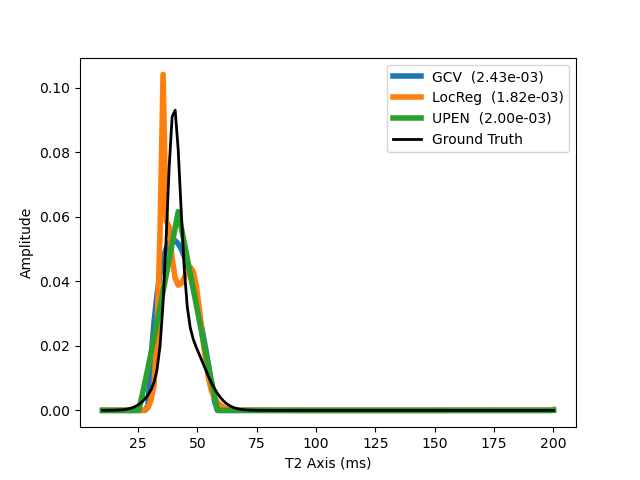 GCV (2.43e-03)
LocReg (1.82e-03)
UPEN (2.00e-03)
Ground Truth
0.10
0.08
0.06
0.04
0.02
0.00
Amplitude
25 50 75 100 125 150 175 200
T2 Axis (ms)